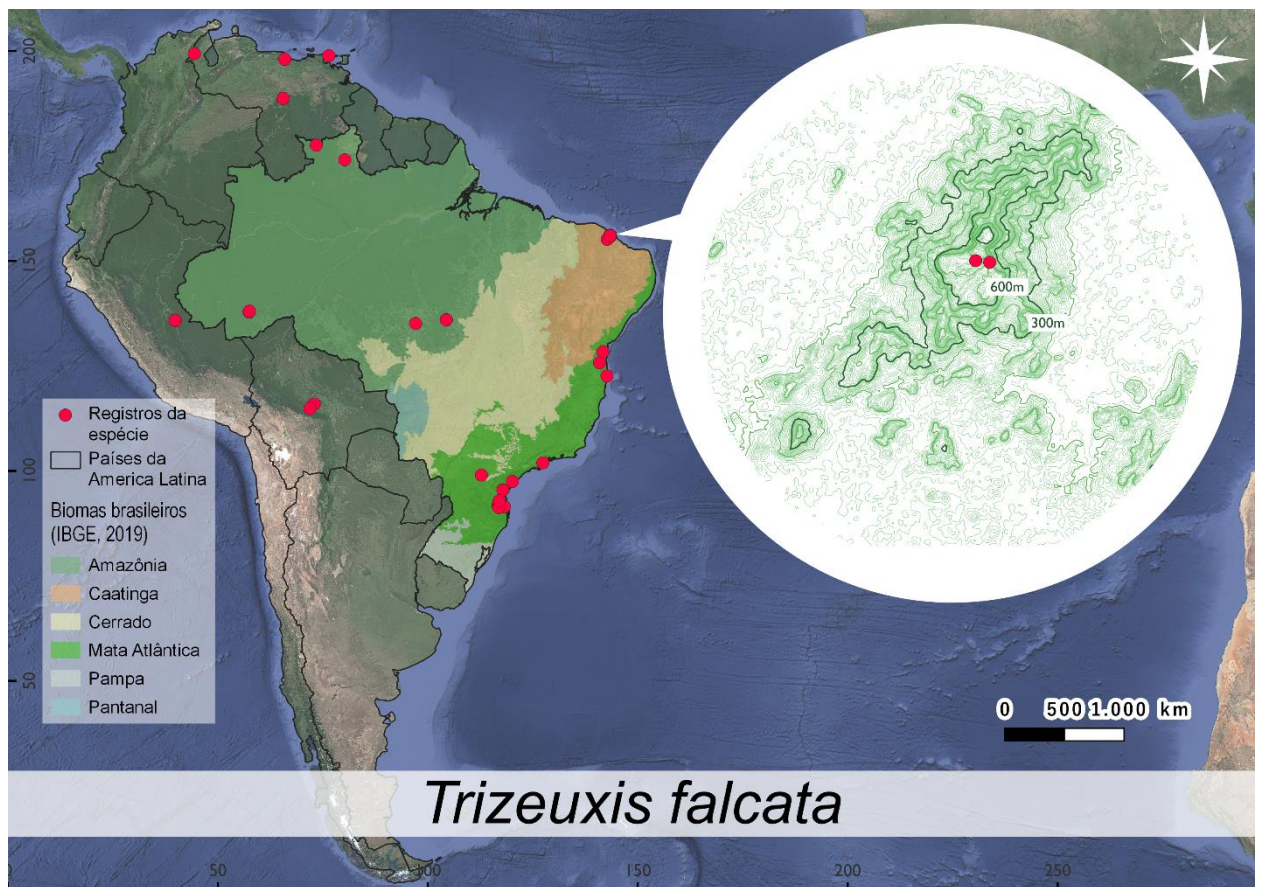 200
150
100
50
600m
300m
Registros da
espécie
Países da
America Latina
Biomas brasileiros
(IBGE, 2019)
Amazônia
Caatinga
Cerrado
Mata Atlântica
Pampa
Pantanal
0 500 1.000 km
Trizeuxis falcata
50
100
150
200
250